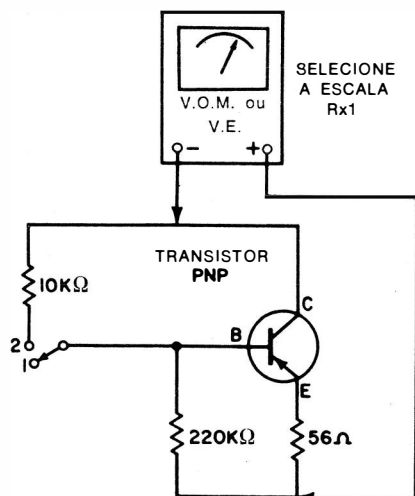 V.O.M. ou
V.E.
- +
SELECIONE
A ESCALA
Rx1
TRANSISTOR
PNP
10KΩ
C
B
2
1
E
220KΩ
56Ω